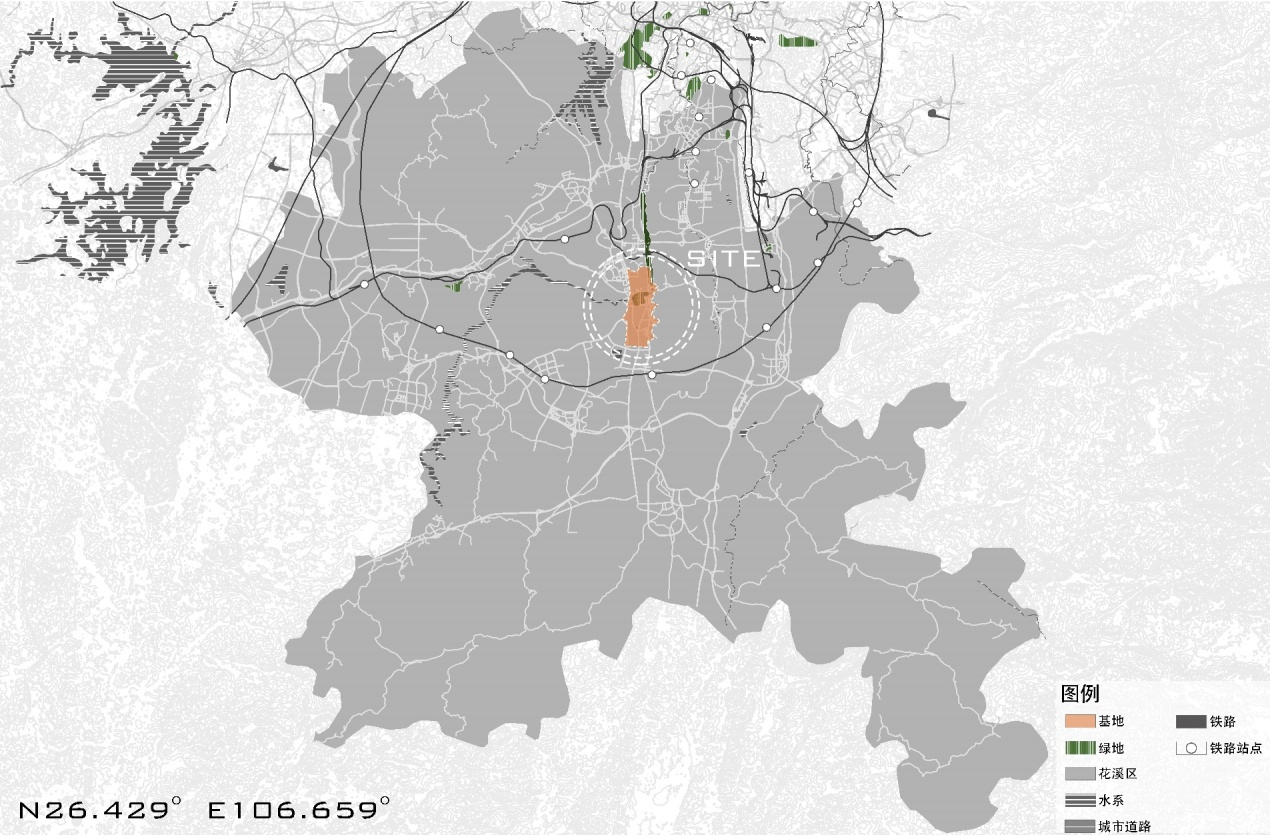 SITE
图例
基地 铁路
绿地 铁路站点
花溪区
水系
城市道路
N26.429° E106.659°